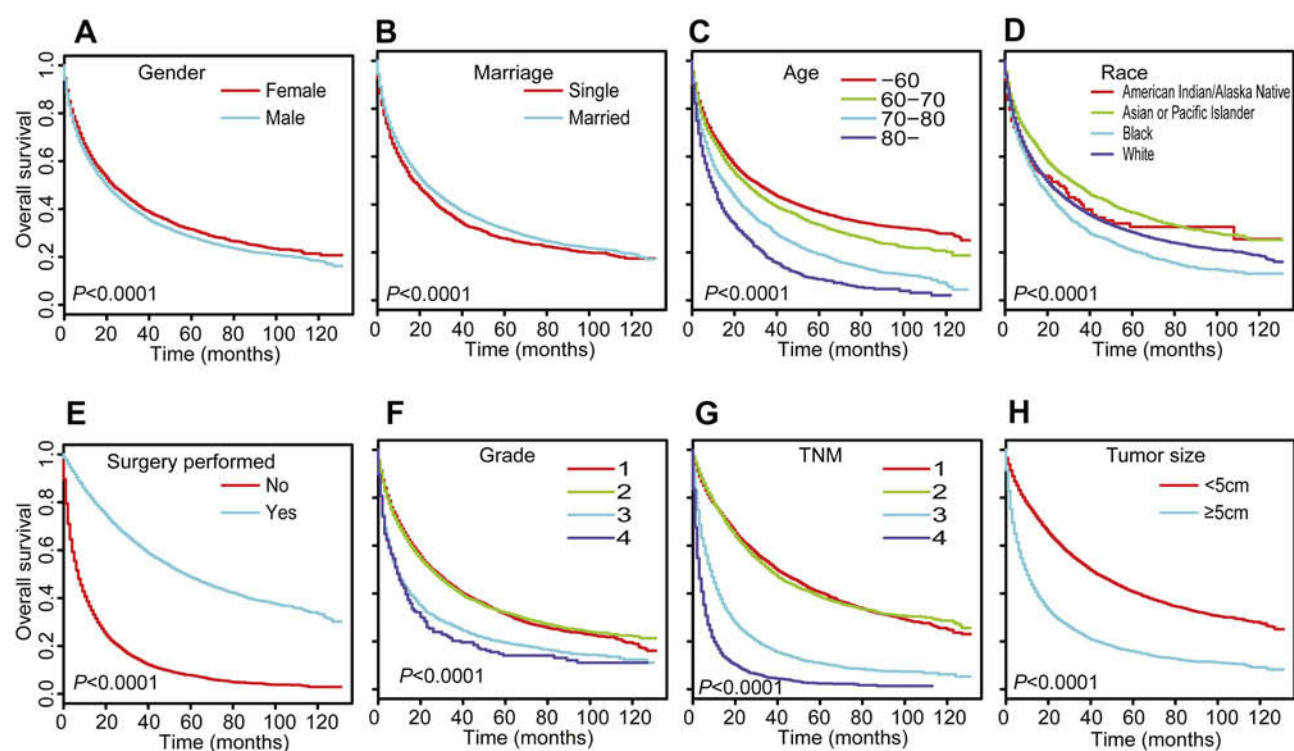 A
B
C
D
Gender
Female
Male
Marriage
Single
Married
Age
−60
60−70
70−80
80−
Race
American Indian/Alaska Native
Asian or Pacific Islander
Black
White
Overall survival
0.0 0.2 0.4 0.6 0.8 1.0
P<0.0001
P<0.0001
P<0.0001
P<0.0001
0 20 40 60 80 100 120
0 20 40 60 80 100 120
0 20 40 60 80 100 120
0 20 40 60 80 100 120
Time (months)
Time (months)
Time (months)
Time (months)
E
F
G
H
Surgery performed
No
Yes
Grade
1
2
3
4
TNM
1
2
3
4
Tumor size
<5cm
≥5cm
Overall survival
0.0 0.2 0.4 0.6 0.8 1.0
P<0.0001
P<0.0001
P<0.0001
P<0.0001
0 20 40 60 80 100 120
0 20 40 60 80 100 120
0 20 40 60 80 100 120
0 20 40 60 80 100 120
Time (months)
Time (months)
Time (months)
Time (months)